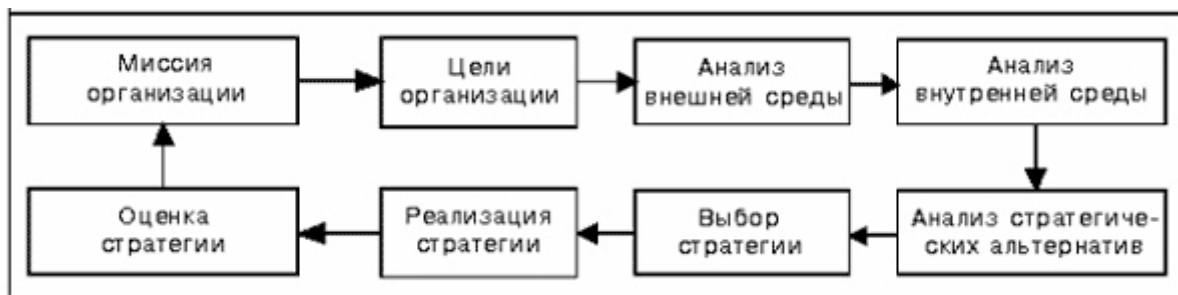 Миссия
организации
Цели
организации
Анализ
внешней среды
Анализ
внутренней среды
Анализ стратегиче-
ских альтернатив
Выбор
стратегии
Реализация
стратегии
Оценка
стратегии